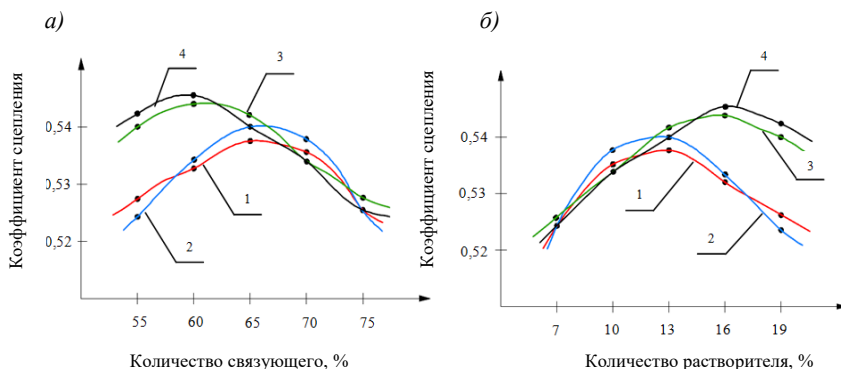 а)
Коэффициент сцепления
0,54
0,53
0,52
4
3
1
2
55 60 65 70 75
Количество связующего, %
б)
Коэффициент сцепления
0,54
0,53
0,52
4
3
1
2
7 10 13 16 19
Количество растворителя, %